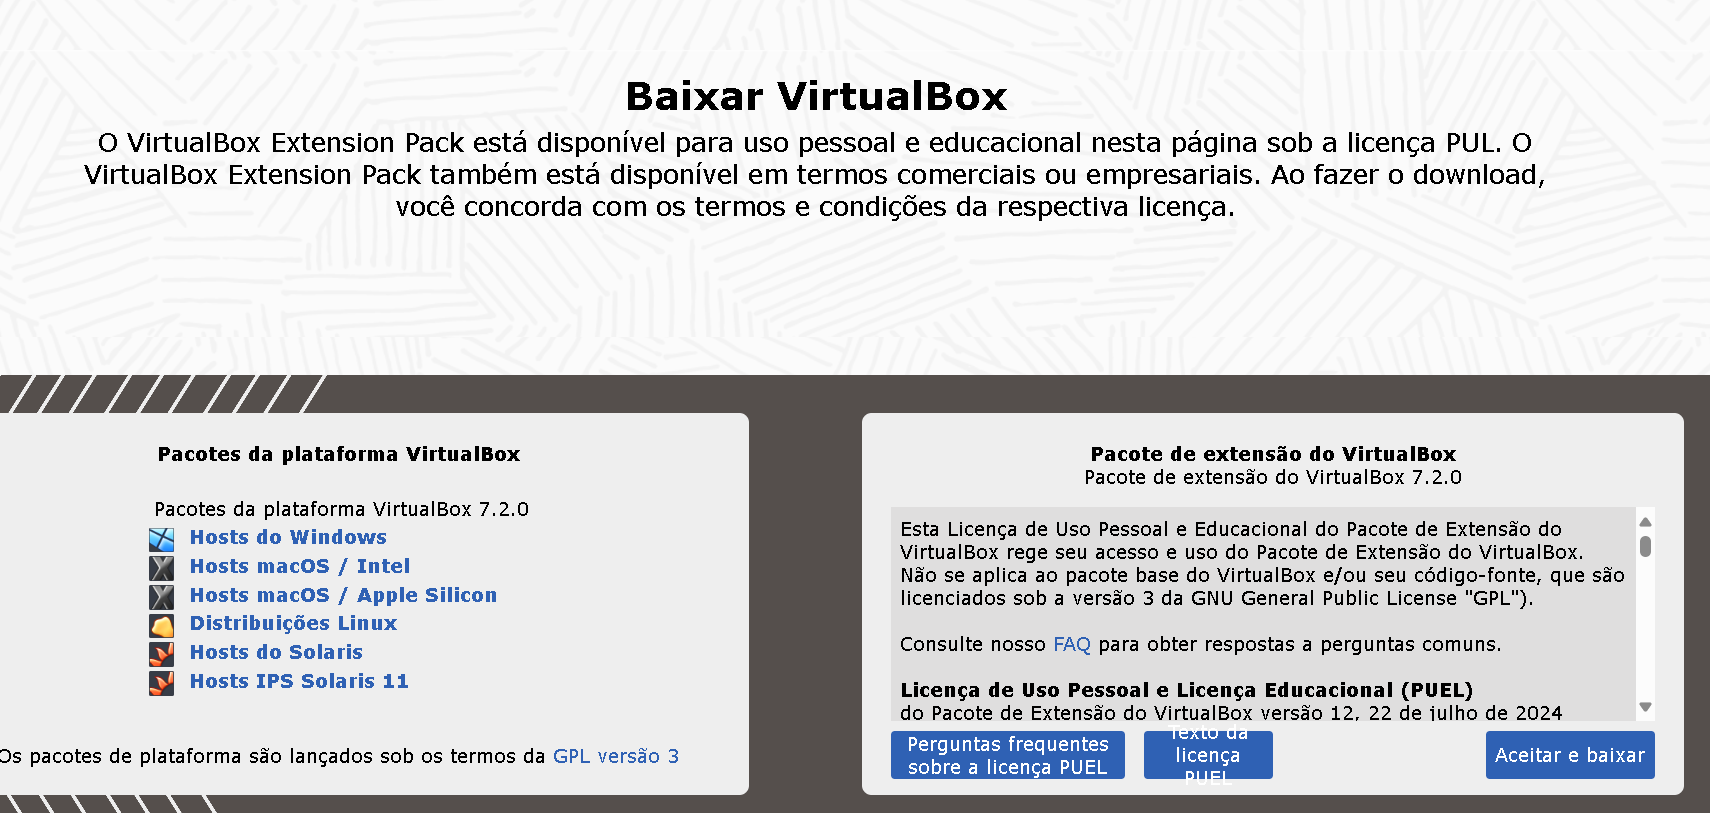 Baixar VirtualBox
O VirtualBox Extension Pack está disponível para uso pessoal e educacional nesta página sob a licença PUL. O
VirtualBox Extension Pack também está disponível em termos comerciais ou empresariais. Ao fazer o download,
você concorda com os termos e condições da respectiva licença.
Pacotes da plataforma VirtualBox
Pacotes da plataforma VirtualBox 7.2.0
Hosts do Windows
Hosts macOS / Intel
Hosts macOS / Apple Silicon
Distribuições Linux
Hosts do Solaris
Hosts IPS Solaris 11
Os pacotes de plataforma são lançados sob os termos da GPL versão 3
Pacote de extensão do VirtualBox
Pacote de extensão do VirtualBox 7.2.0
Esta Licença de Uso Pessoal e Educacional do Pacote de Extensão do
VirtualBox rege seu acesso e uso do Pacote de Extensão do VirtualBox.
Não se aplica ao pacote base do VirtualBox e/ou seu código-fonte, que são
licenciados sob a versão 3 da GNU General Public License "GPL").
Consulte nosso FAQ para obter respostas a perguntas comuns.
Licença de Uso Pessoal e Licença Educacional (PUEL)
do Pacote de Extensão do VirtualBox versão 12, 22 de julho de 2024
Perguntas frequentes
sobre a licença PUEL
Texto da
licença
PUEL
Aceitar e baixar